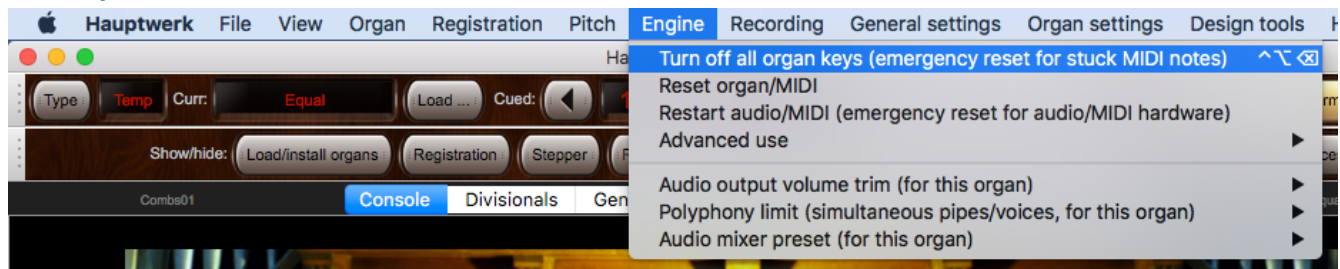 Hauptwerk File View Organ Registration Pitch Engine Recording General settings Organ settings Design tools
Turn off all organ keys (emergency reset for stuck MIDI notes) ^⌥⌫
Reset organ/MIDI
Restart audio/MIDI (emergency reset for audio/MIDI hardware)
Advanced use
Audio output volume trim (for this organ)
Polyphony limit (simultaneous pipes/voices, for this organ)
Audio mixer preset (for this organ)
Type Temp Curr: Equal Load ... Cued:
Show/hide: Load/install organs Registration Stepper
Combs01 Console Divisionals